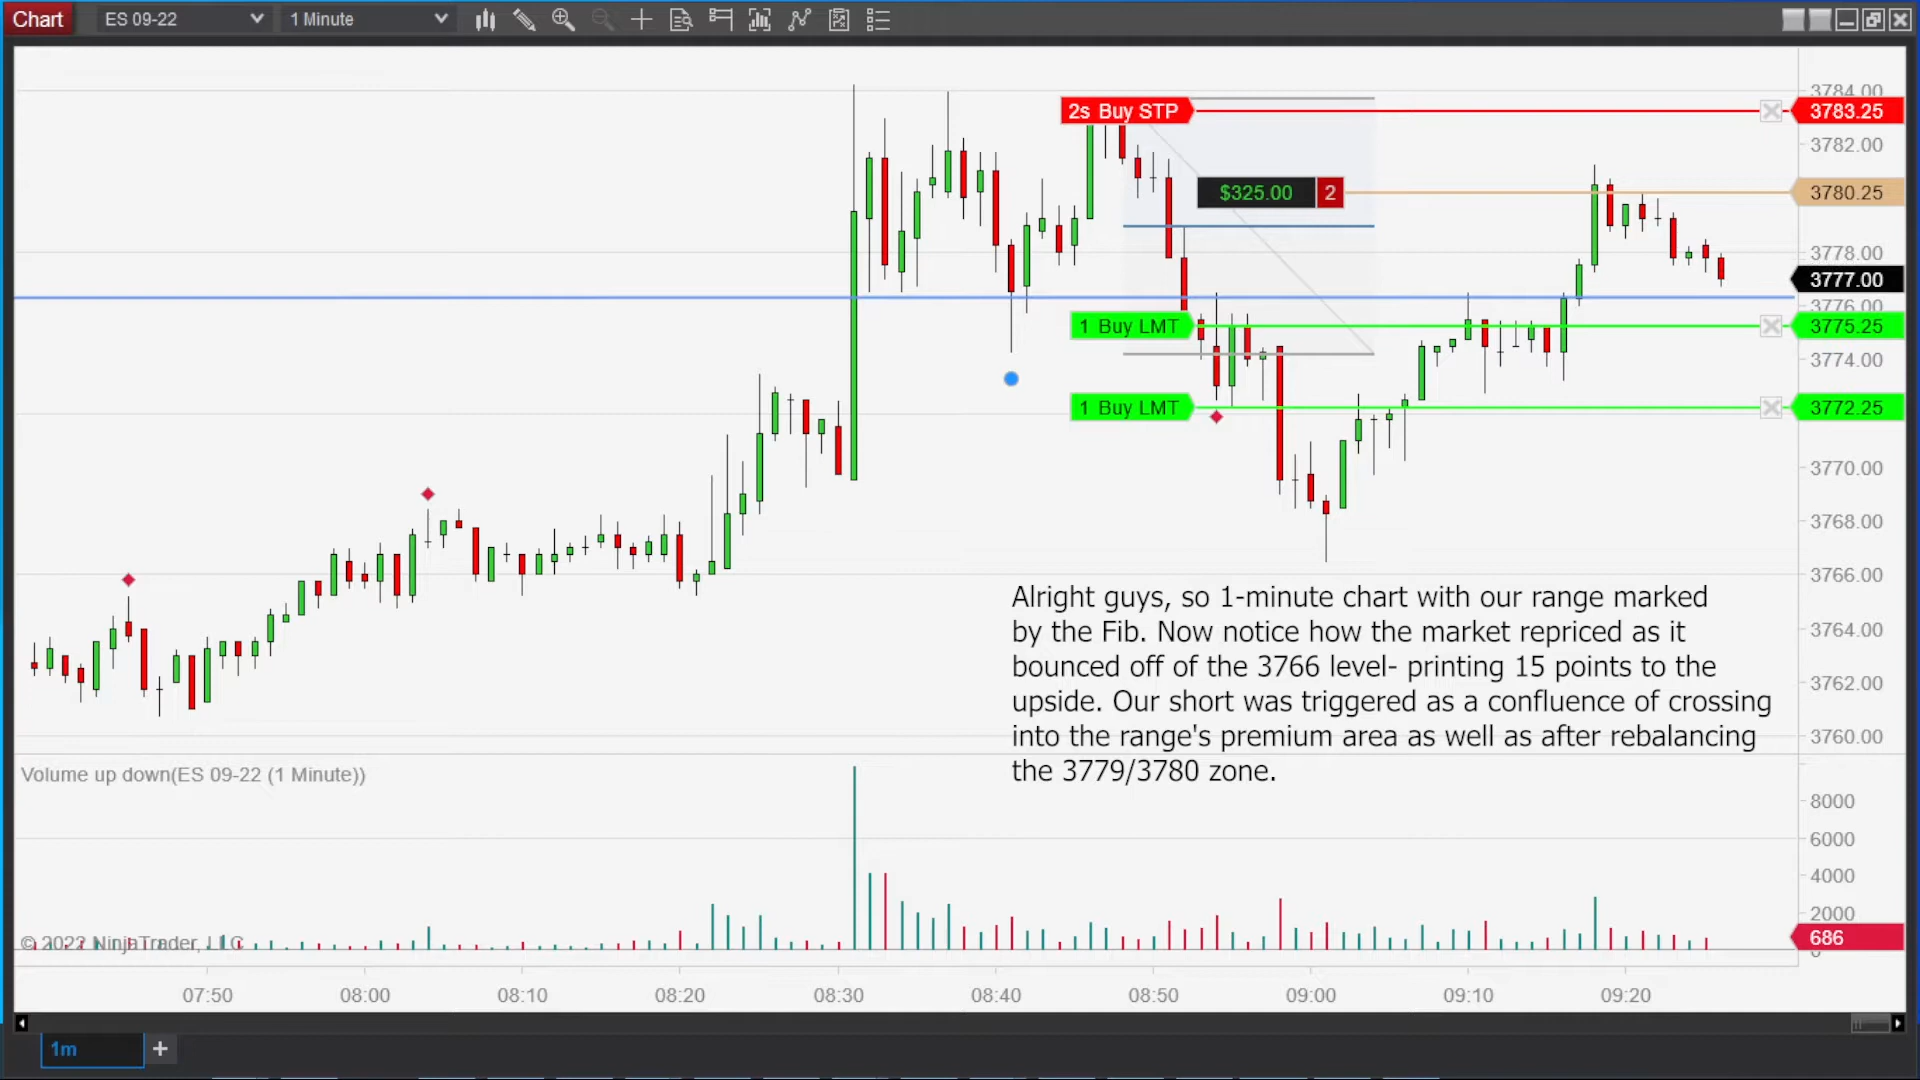 Chart ES 09-22 1 Minute
3784.00
2s Buy STP 3783.25
3782.00
$325.00 2 3780.25
3778.00
3777.00
3776.00
1 Buy LMT 3775.25
3774.00
1 Buy LMT 3772.25
3770.00
3768.00
3766.00
Alright guys, so 1-minute chart with our range marked
by the Fib. Now notice how the market repriced as it
bounced off of the 3766 level- printing 15 points to the
upside. Our short was triggered as a confluence of crossing
into the range's premium area as well as after rebalancing
the 3779/3780 zone.
3764.00
3762.00
3760.00
Volume up down(ES 09-22 (1 Minute))
8000
6000
4000
2000
686
0
© 2022 NinjaTrader, LLC
07:50 08:00 08:10 08:20 08:30 08:40 08:50 09:00 09:10 09:20
1m +